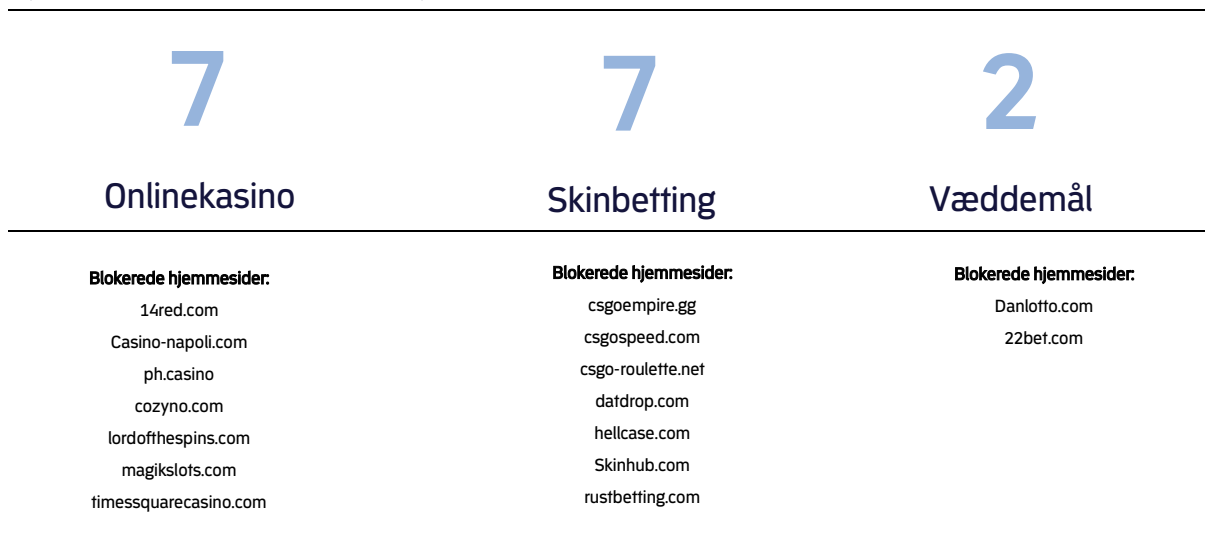 7
Onlinekasino
Blokerede hjemmesider:
14red.com
Casino-napoli.com
ph.casino
cozyno.com
lordofthespins.com
magikslots.com
timessquarecasino.com
7
Skinbetting
Blokerede hjemmesider:
csgoempire.gg
csgospeed.com
csgo-roulette.net
datdrop.com
hellcase.com
Skinhub.com
rustbetting.com
2
Væddemål
Blokerede hjemmesider:
Danlotto.com
22bet.com